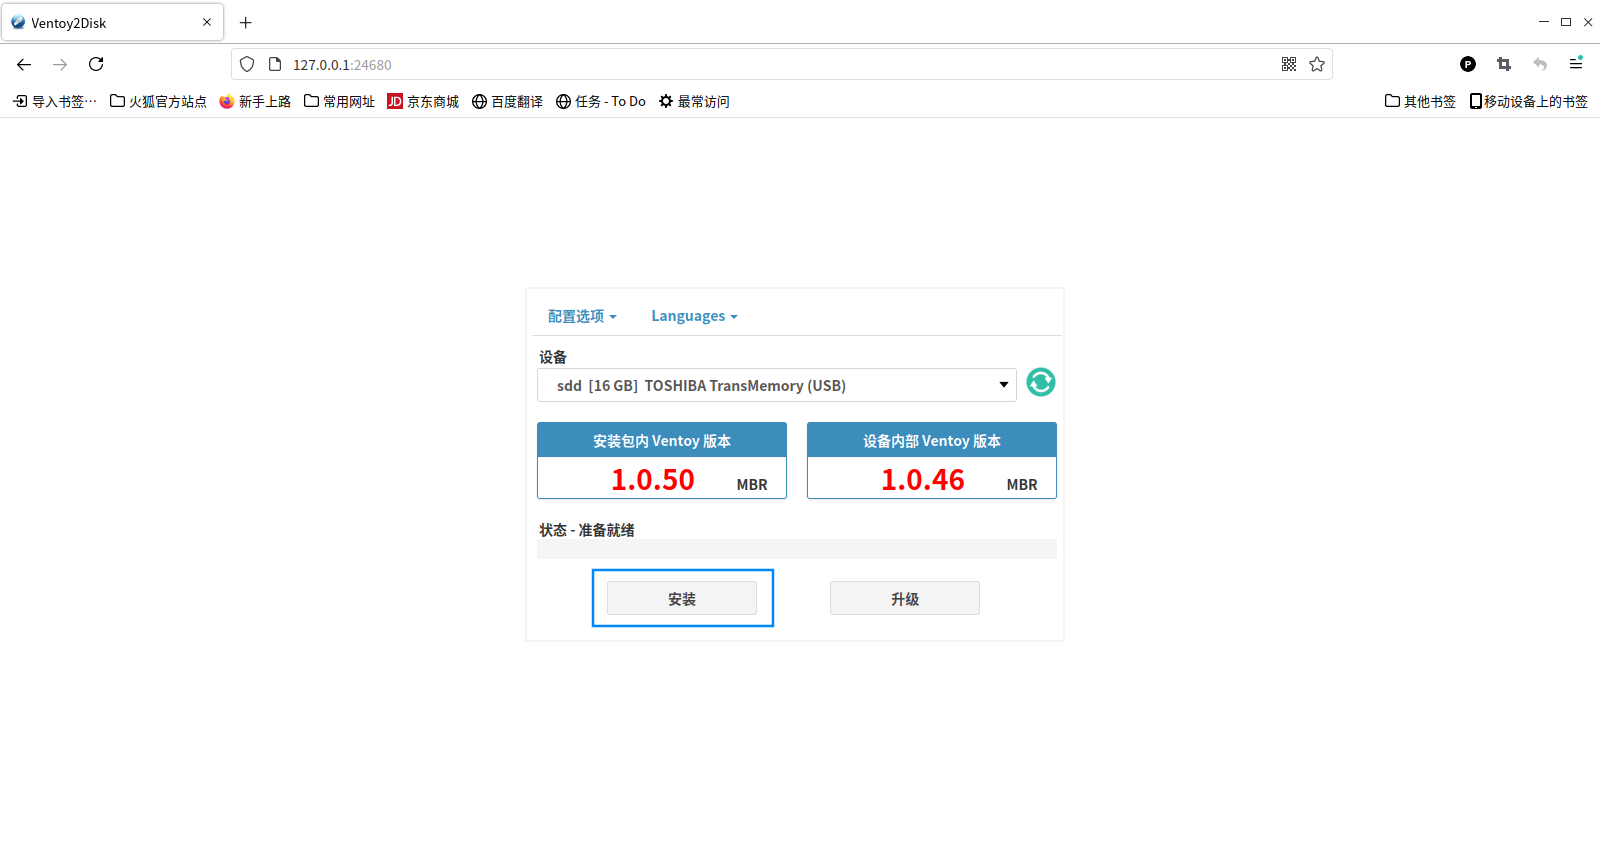 Ventoy2Disk
127.0.0.1:24680
导入书签… 火狐官方站点 新手上路 常用网址 JD 京东商城 百度翻译 任务 - To Do 最常访问 其他书签 移动设备上的书签
配置选项 Languages
设备
sdd [16 GB] TOSHIBA TransMemory (USB)
安装包内 Ventoy 版本 设备内部 Ventoy 版本
1.0.50 MBR 1.0.46 MBR
状态 - 准备就绪
安装 升级